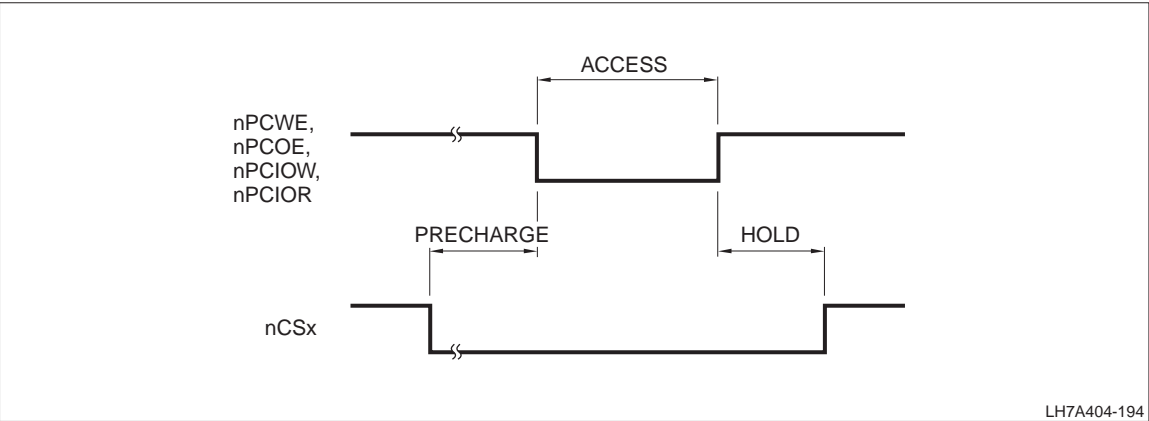 ACCESS
nPCWE,
nPCOE,
nPCIOW,
nPCIOR
PRECHARGE
HOLD
nCSx
LH7A404-194